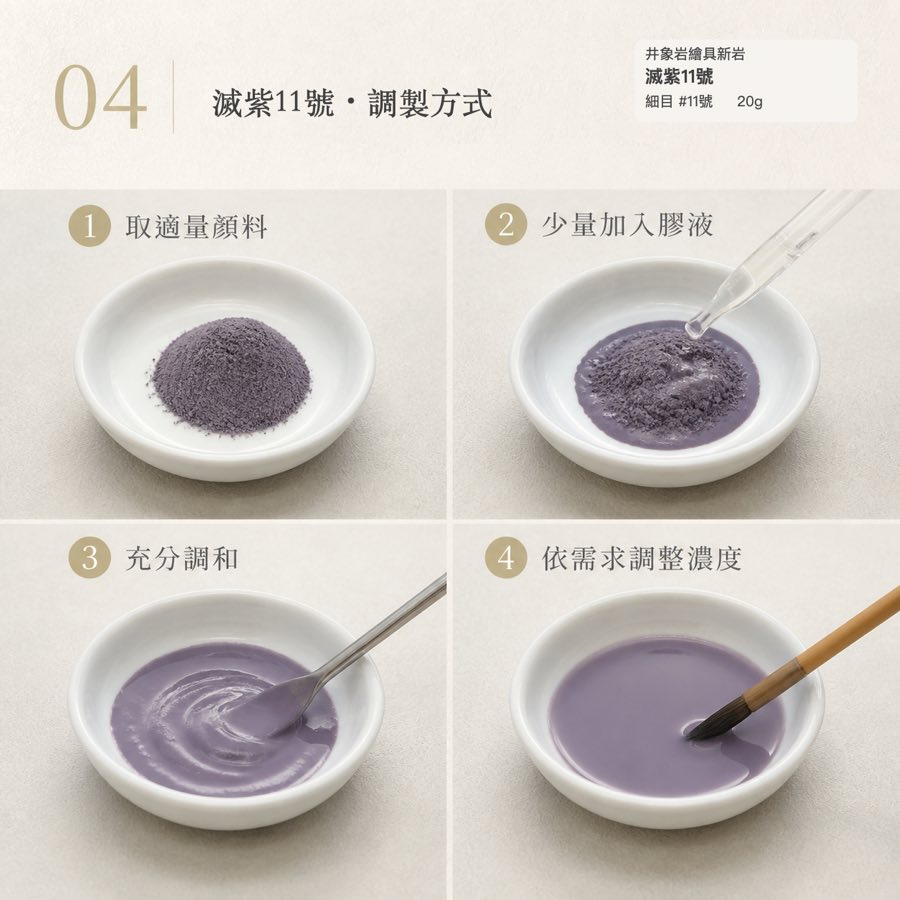 04
滅紫11號・調製方式
井象岩繪具新岩
滅紫11號
細目 #11號 20g
1 取適量顏料
2 少量加入膠液
3 充分調和
4 依需求調整濃度